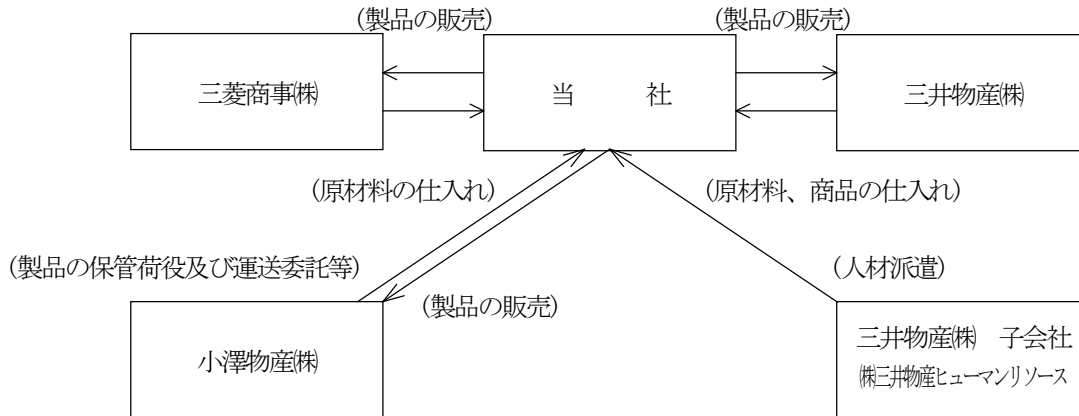 (製品の販売)
(製品の販売)
三菱商事㈱
当 社
三井物産㈱
(原材料の仕入れ)
(原材料、商品の仕入れ)
(製品の保管荷役及び運送委託等)
(人材派遣)
(製品の販売)
小澤物産㈱
三井物産㈱ 子会社
㈱三井物産ヒューマンリソース